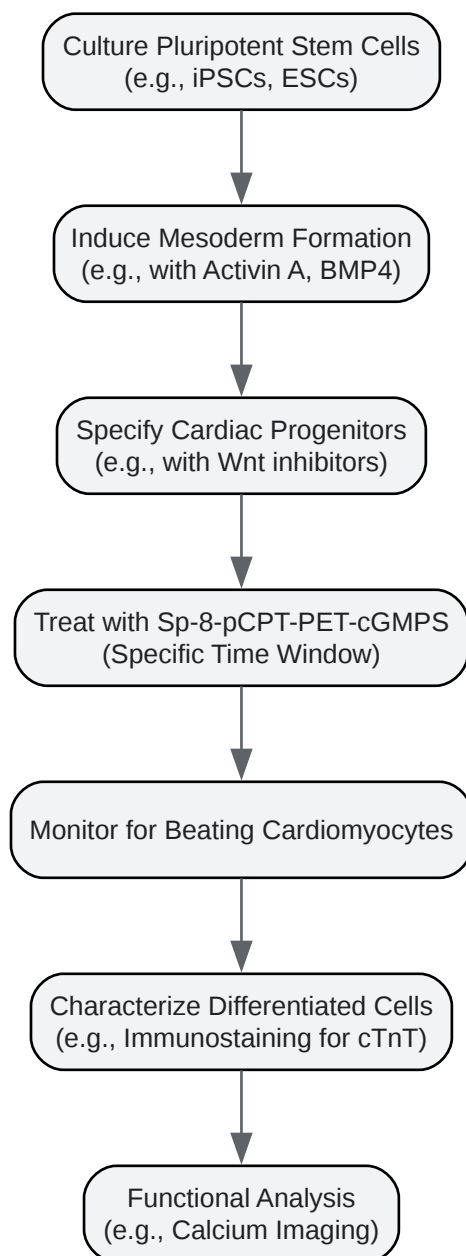 Culture Pluripotent Stem Cells
(e.g., iPSCs, ESCs)
Induce Mesoderm Formation
(e.g., with Activin A, BMP4)
Specify Cardiac Progenitors
(e.g., with Wnt inhibitors)
Treat with Sp-8-pCPT-PET-cGMPS
(Specific Time Window)
Monitor for Beating Cardiomyocytes
Characterize Differentiated Cells
(e.g., Immunostaining for cTnT)
Functional Analysis
(e.g., Calcium Imaging)